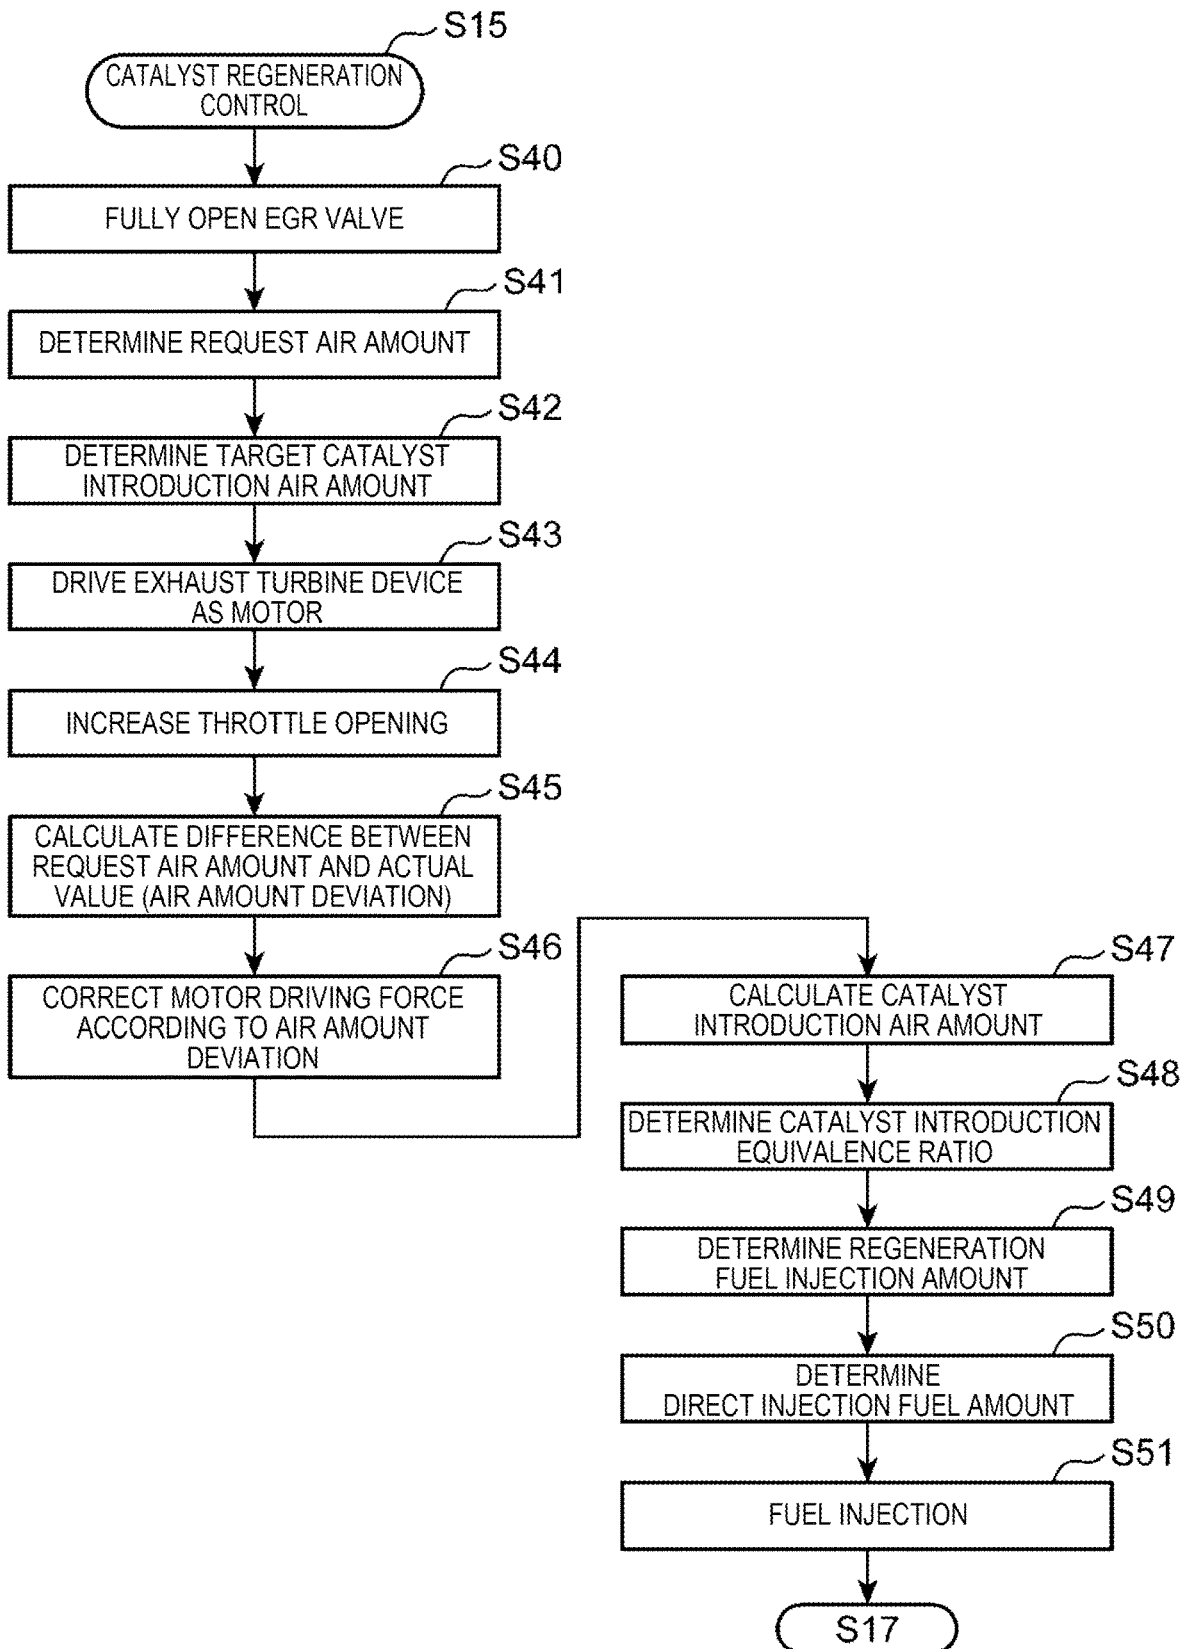 S15
CATALYST REGENERATION
CONTROL
S40
FULLY OPEN EGR VALVE
S41
DETERMINE REQUEST AIR AMOUNT
S42
DETERMINE TARGET CATALYST
INTRODUCTION AIR AMOUNT
S43
DRIVE EXHAUST TURBINE DEVICE
AS MOTOR
S44
INCREASE THROTTLE OPENING
S45
CALCULATE DIFFERENCE BETWEEN
REQUEST AIR AMOUNT AND ACTUAL
VALUE (AIR AMOUNT DEVIATION)
S46
CORRECT MOTOR DRIVING FORCE
ACCORDING TO AIR AMOUNT
DEVIATION
S47
CALCULATE CATALYST
INTRODUCTION AIR AMOUNT
S48
DETERMINE CATALYST INTRODUCTION
EQUIVALENCE RATIO
S49
DETERMINE REGENERATION
FUEL INJECTION AMOUNT
S50
DETERMINE
DIRECT INJECTION FUEL AMOUNT
S51
FUEL INJECTION
S17